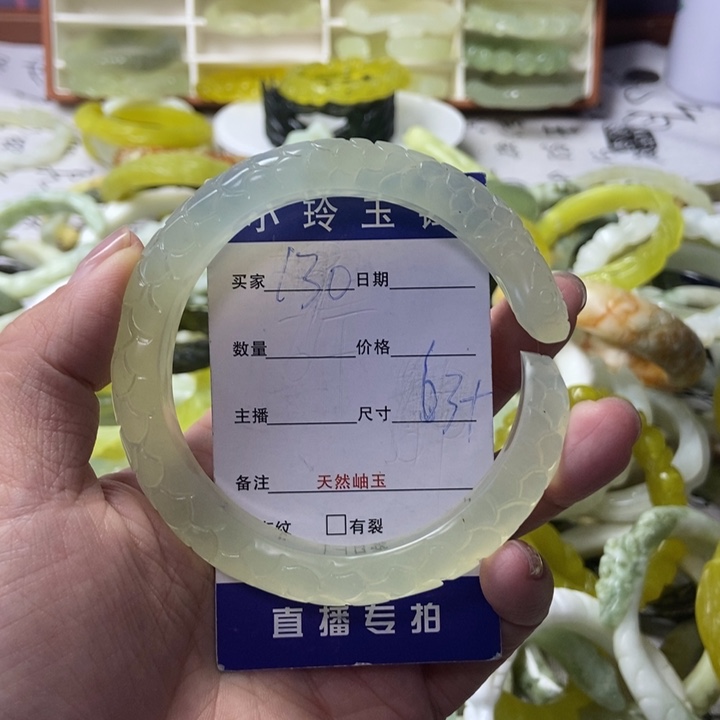 小玲玉
买家 130 日期
数量 价格
主播 尺寸 63+
备注 天然岫玉
纹 □有裂
直播专拍